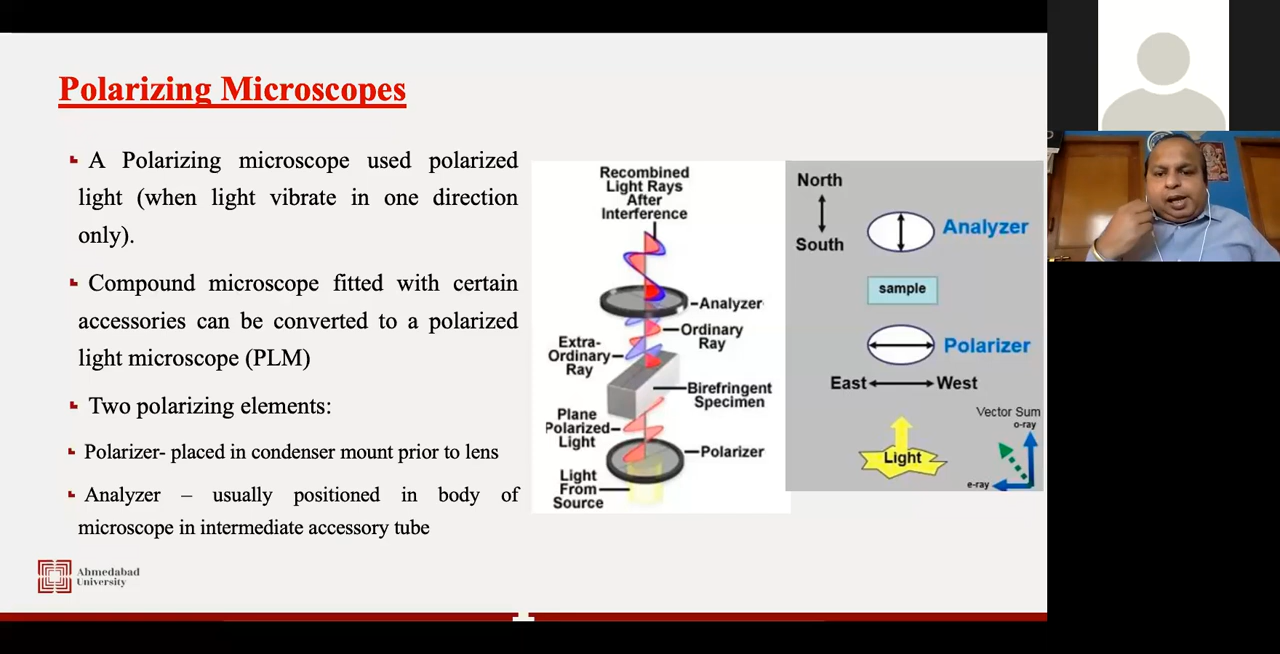 Polarizing Microscopes
A Polarizing microscope used polarized
light (when light vibrate in one direction
only).
Compound microscope fitted with certain
accessories can be converted to a polarized
light microscope (PLM)
Two polarizing elements:
Polarizer- placed in condenser mount prior to lens
Analyzer – usually positioned in body of
microscope in intermediate accessory tube
Recombined
Light Rays
After
Interference
Analyzer
Ordinary
Ray
Extra-
Ordinary
Ray
Birefringent
Specimen
Plane
Polarized
Light
Polarizer
Light
From
Source
North
South
Analyzer
sample
Polarizer
East
West
Light
Vector Sum
o-ray
e-ray
Ahmedabad
University